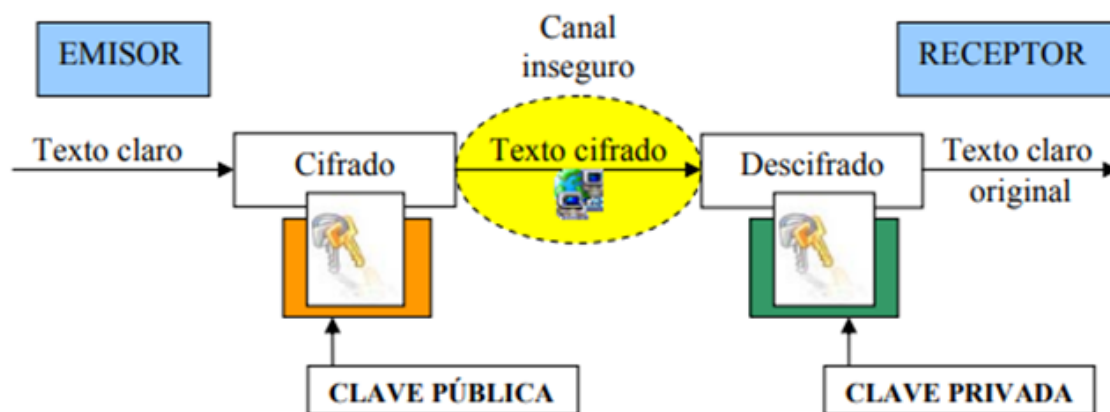 EMISOR
Canal
inseguro
RECEPTOR
Texto claro
Cifrado
Texto cifrado
Descifrado
Texto claro
original
CLAVE PÚBLICA
CLAVE PRIVADA